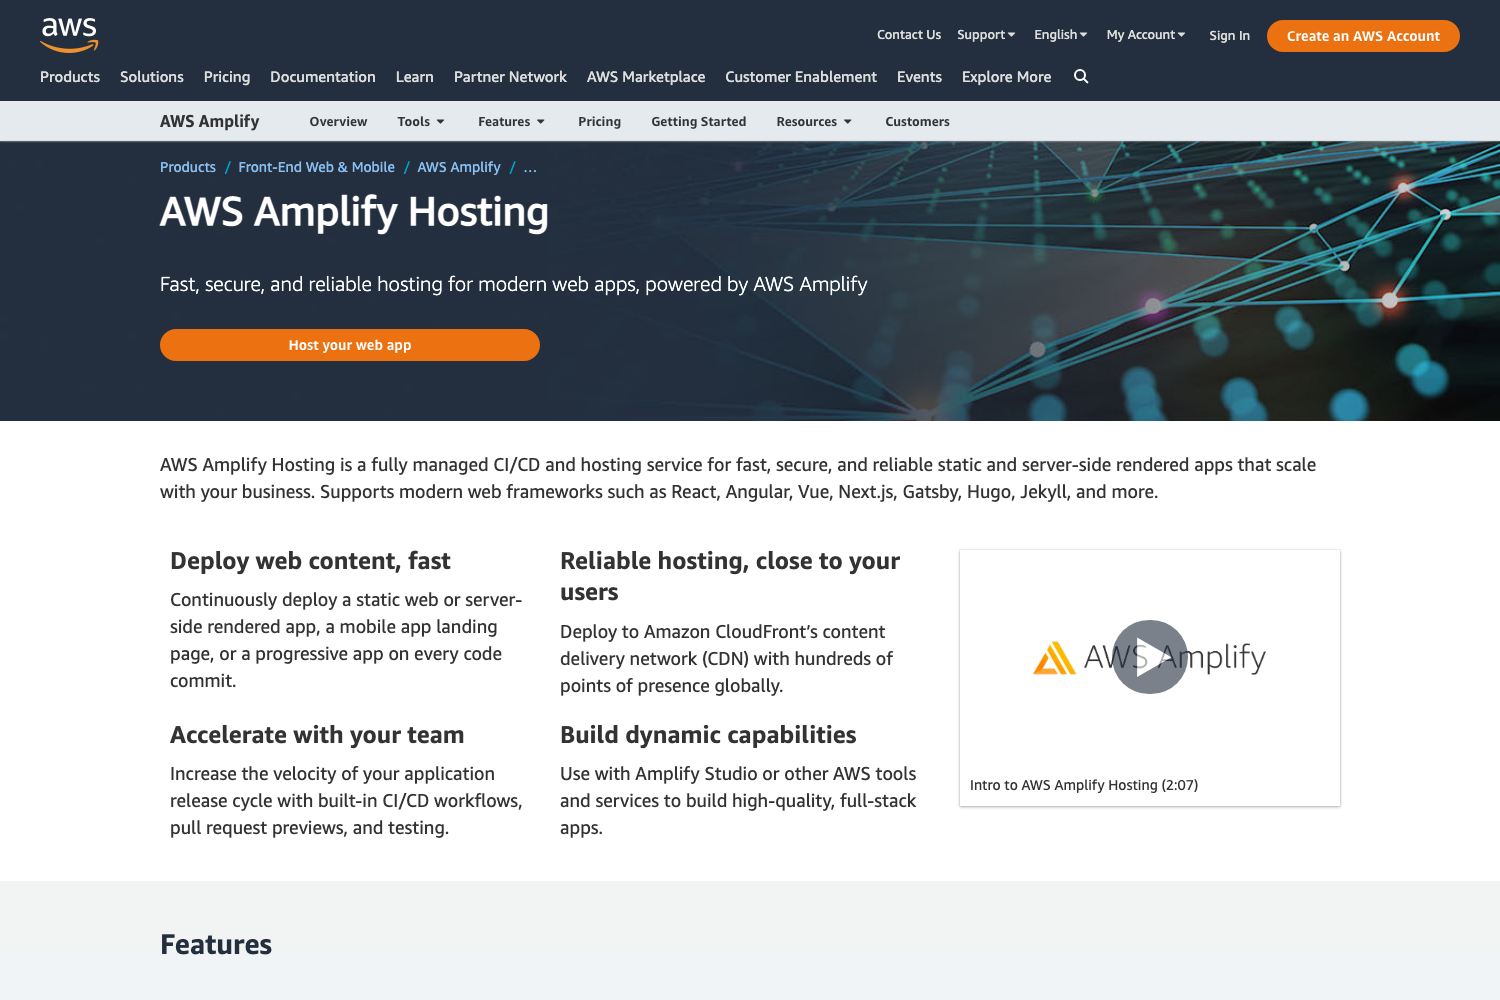 aws
Contact Us Support English My Account Sign In Create an AWS Account
Products Solutions Pricing Documentation Learn Partner Network AWS Marketplace Customer Enablement Events Explore More
AWS Amplify Overview Tools Features Pricing Getting Started Resources Customers
Products / Front-End Web & Mobile / AWS Amplify / ...
AWS Amplify Hosting
Fast, secure, and reliable hosting for modern web apps, powered by AWS Amplify
Host your web app
AWS Amplify Hosting is a fully managed CI/CD and hosting service for fast, secure, and reliable static and server-side rendered apps that scale
with your business. Supports modern web frameworks such as React, Angular, Vue, Next.js, Gatsby, Hugo, Jekyll, and more.
Deploy web content, fast
Continuously deploy a static web or server-
side rendered app, a mobile app landing
page, or a progressive app on every code
commit.
Reliable hosting, close to your
users
Deploy to Amazon CloudFront’s content
delivery network (CDN) with hundreds of
points of presence globally.
Accelerate with your team
Increase the velocity of your application
release cycle with built-in CI/CD workflows,
pull request previews, and testing.
Build dynamic capabilities
Use with Amplify Studio or other AWS tools
and services to build high-quality, full-stack
apps.
AWS Amplify
Intro to AWS Amplify Hosting (2:07)
Features